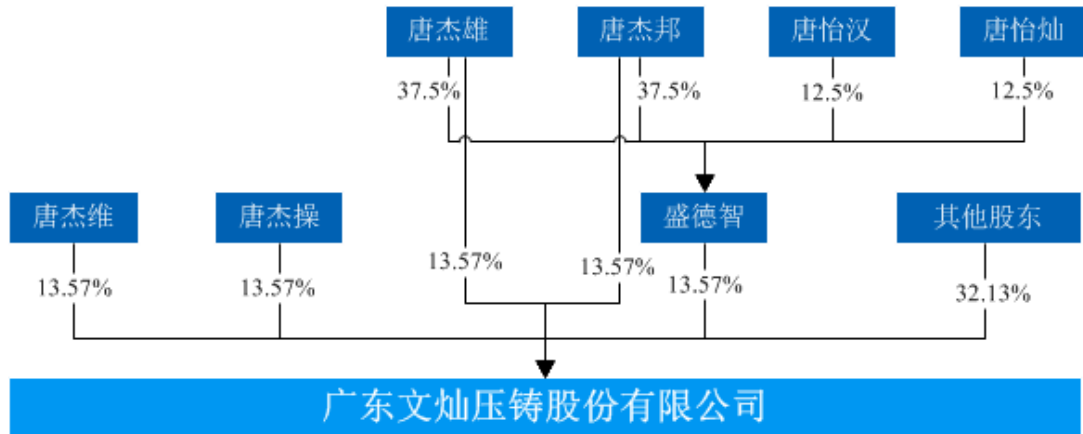 唐杰雄 唐杰邦 唐怡汉 唐怡灿
37.5% 37.5% 12.5% 12.5%
唐杰维 唐杰操 盛德智 其他股东
13.57% 13.57% 13.57% 13.57% 13.57% 32.13%
广东文灿压铸股份有限公司